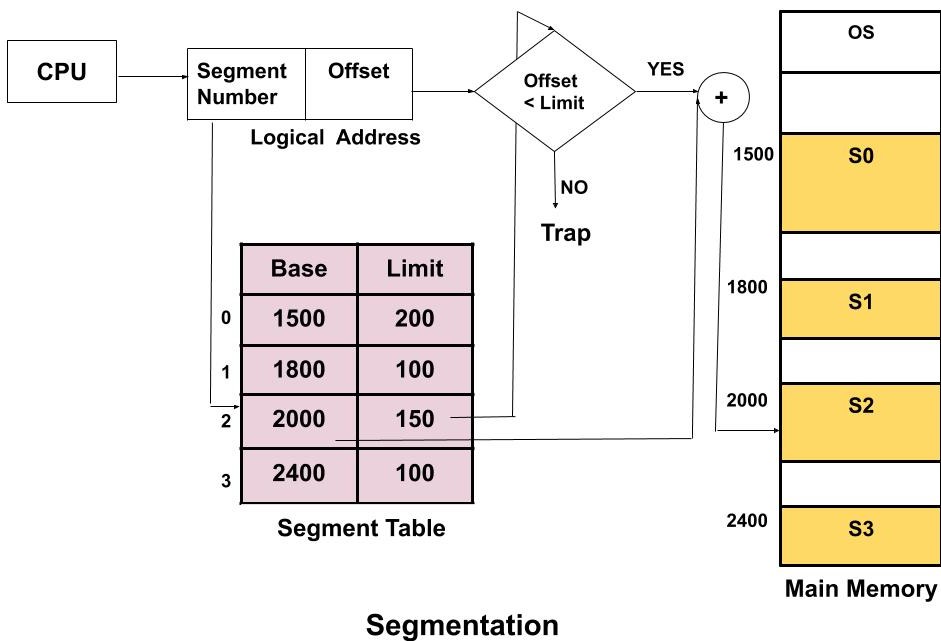 CPU
Segment Number
Offset
Logical Address
Offset
< Limit
YES
+
NO
Trap
Base Limit
0 1500 200
1 1800 100
2 2000 150
3 2400 100
Segment Table
OS
1500 S0
1800 S1
2000 S2
2400 S3
Main Memory
Segmentation